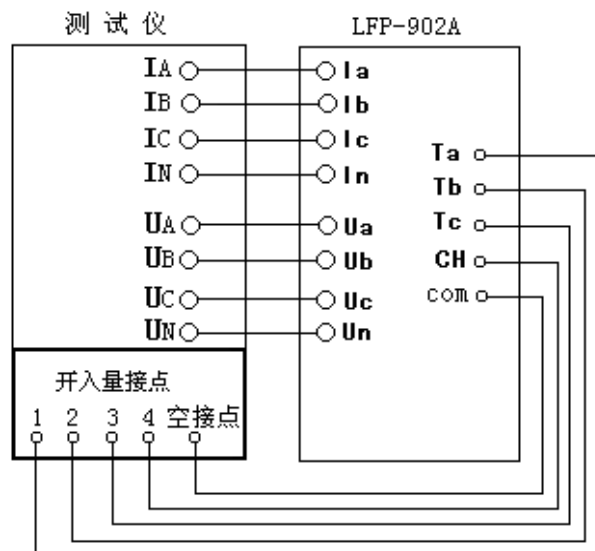 测试仪 LFP-902A
IA Ia
IB Ib
IC Ic
IN In
UA Ua
UB Ub
UC Uc
UN Un
Ta
Tb
Tc
CH
com
开入量接点
1 2 3 4 空接点